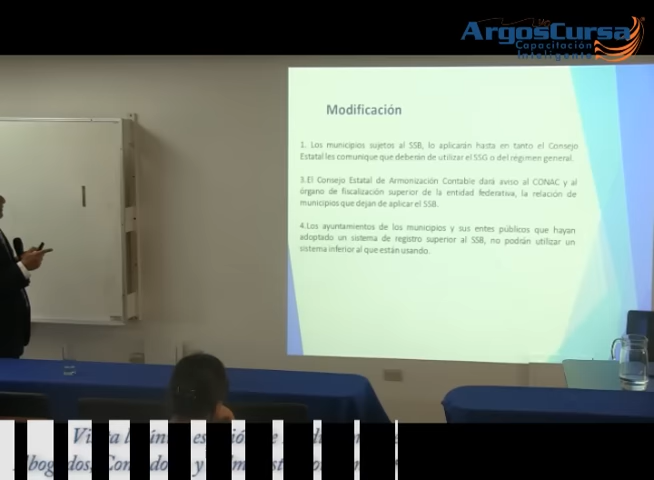 ArgosCursa
Capacitación
Inteligente
Modificación
1. Los municipios sujetos al SSB, lo aplicarán hasta en tanto el Consejo
Estatal les comunique que deberán de utilizar el SSG o del régimen general.
3.El Consejo Estatal de Armonización Contable dará aviso al CONAC y al
órgano de fiscalización superior de la entidad federativa, la relación de
municipios que dejan de aplicar el SSB.
4.Los ayuntamientos de los municipios y sus entes públicos que hayan
adoptado un sistema de registro superior al SSB, no podrán utilizar un
sistema inferior al que están usando.